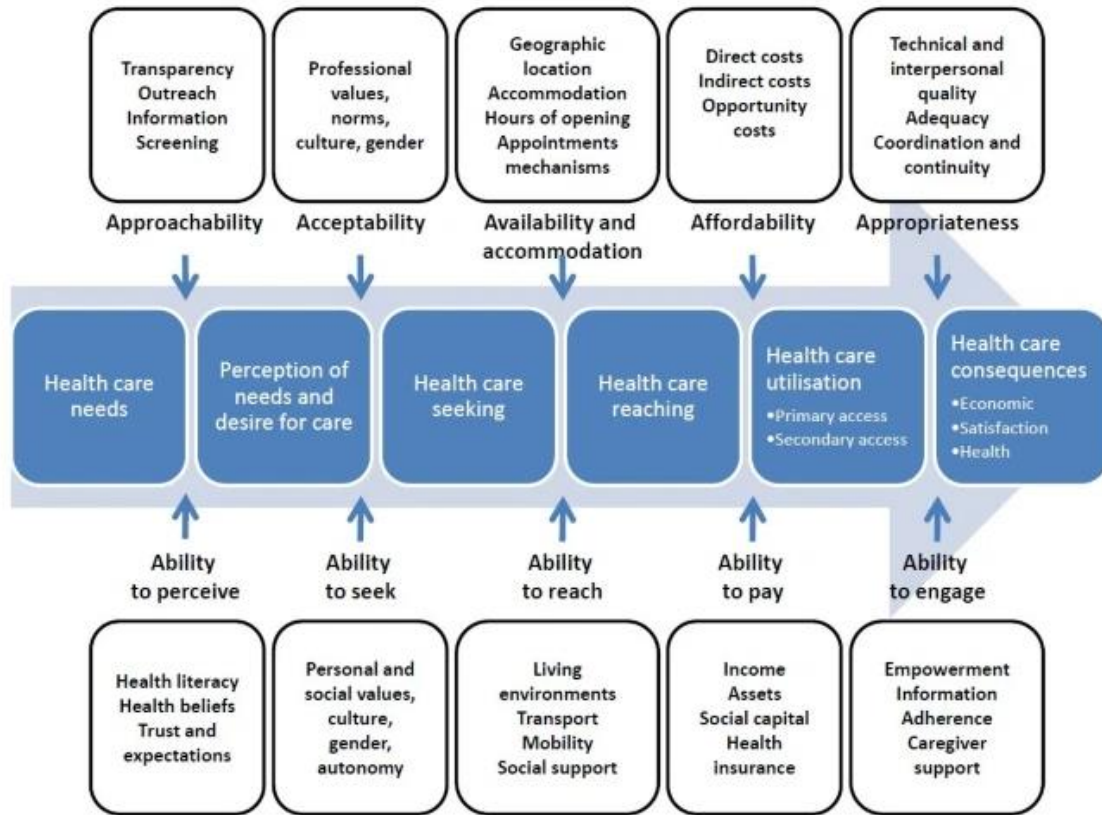 Transparency
Outreach
Information
Screening
Professional
values,
norms,
culture, gender
Geographic
location
Accommodation
Hours of opening
Appointments
mechanisms
Direct costs
Indirect costs
Opportunity
costs
Technical and
interpersonal
quality
Adequacy
Coordination and
continuity
Approachability
Acceptability
Availability and
accommodation
Affordability
Appropriateness
Health care
needs
Perception of
needs and
desire for care
Health care
seeking
Health care
reaching
Health care
utilisation
•Primary access
•Secondary access
Health care
consequences
•Economic
•Satisfaction
•Health
Ability
to perceive
Ability
to seek
Ability
to reach
Ability
to pay
Ability
to engage
Health literacy
Health beliefs
Trust and
expectations
Personal and
social values,
culture,
gender,
autonomy
Living
environments
Transport
Mobility
Social support
Income
Assets
Social capital
Health
insurance
Empowerment
Information
Adherence
Caregiver
support